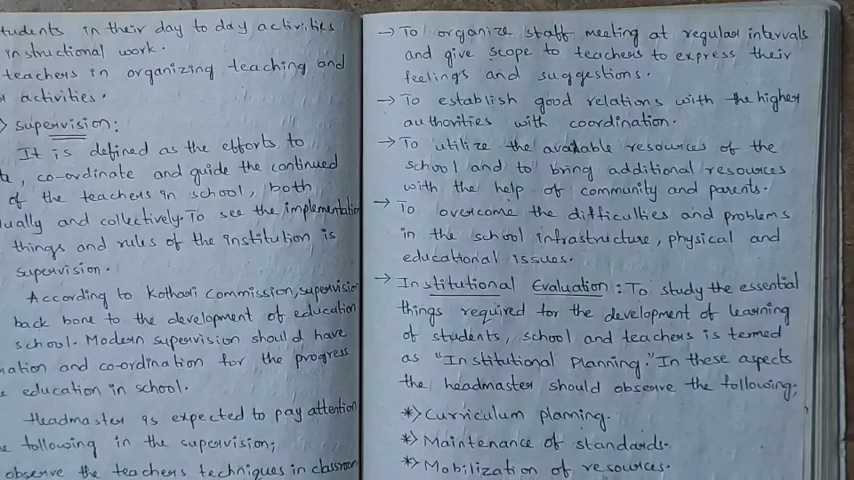 students in their day to day activities
instructional work.
teachers in organizing teaching and
activities.
Supervision:
It is defined as the efforts to
co-ordinate and guide the continued
of the teachers in school, both
and collectively. To see the implementation
things and rules of the institution is
supervision.
According to Kothari Commission, supervision
back bone to the development of education
school. Modern supervision should have
and co-ordination for the progress
education in school.
Headmaster is expected to pay attention
following in the supervision;
observe the teachers techniques in classroom
→ To organize staff meeting at regular intervals
and give scope to teachers to express their
feelings and suggestions.
→ To establish good relations with the higher
authorities with coordination.
→ To utilize the available resources of the
school and to bring additional resources
with the help of community and parents.
→ To overcome the difficulties and problems
in the school infrastructure, physical and
educational issues.
→ Institutional Evaluation: To study the essential
things required for the development of learning
of students, school and teachers is termed
as "Institutional Planning." In these aspects
the headmaster should observe the following;
*> Curriculum planning.
*> Maintenance of standards.
*> Mobilization of resources.